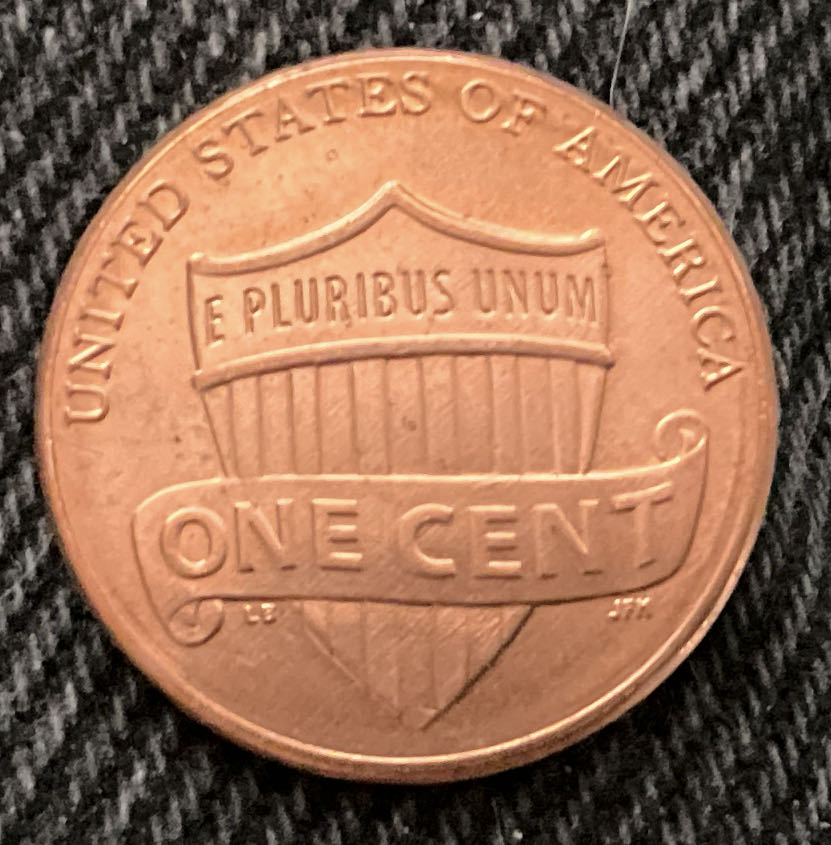 UNITED STATES OF AMERICA
E PLURIBUS UNUM
ONE CENT
LB JFM